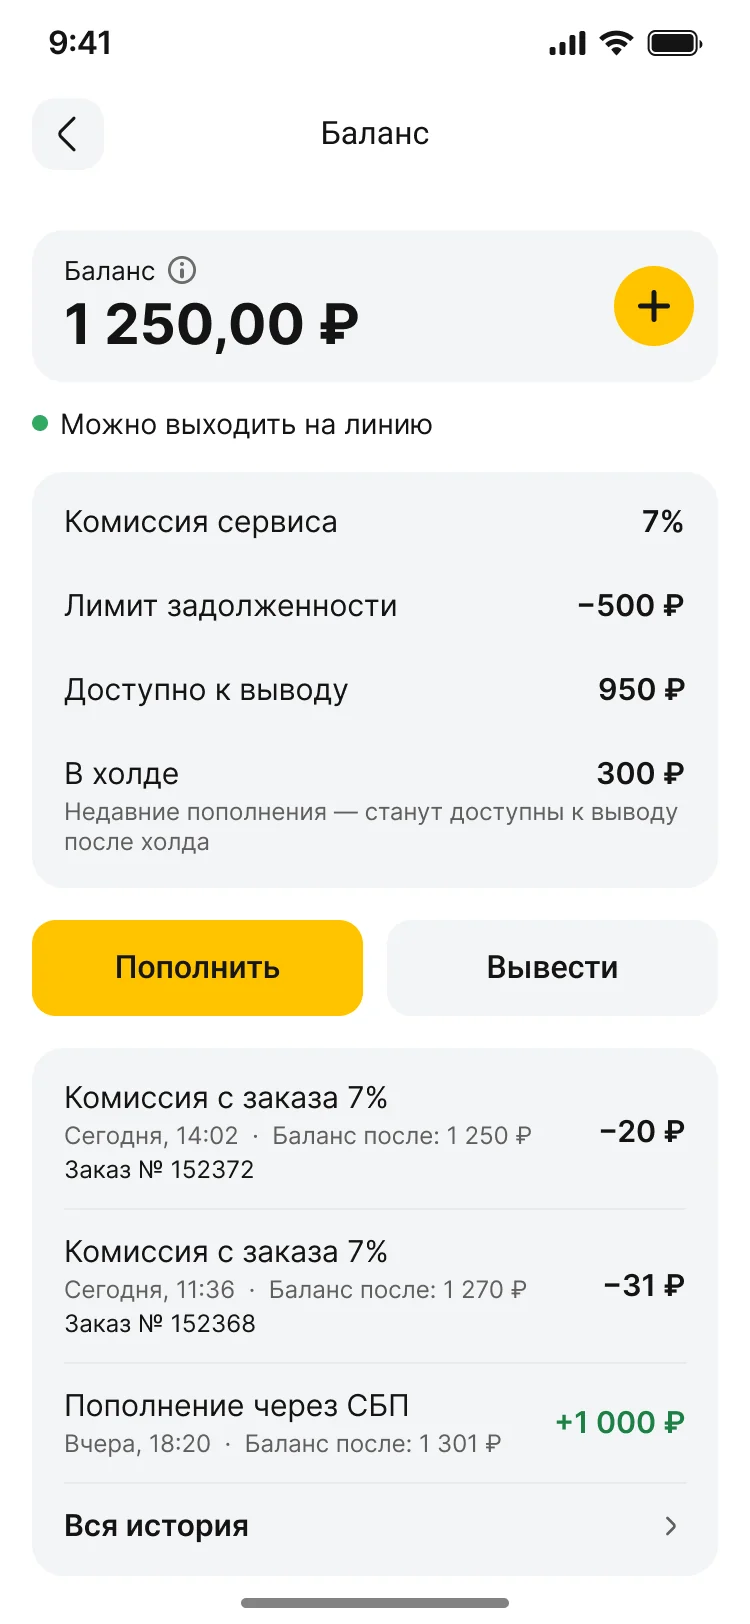 9:41
Баланс
Баланс
1 250,00 ₽
Можно выходить на линию
Комиссия сервиса 7%
Лимит задолженности −500 ₽
Доступно к выводу 950 ₽
В холде 300 ₽
Недавние пополнения — станут доступны к выводу
после холда
Пополнить Вывести
Комиссия с заказа 7%
Сегодня, 14:02 · Баланс после: 1 250 ₽ −20 ₽
Заказ № 152372
Комиссия с заказа 7%
Сегодня, 11:36 · Баланс после: 1 270 ₽ −31 ₽
Заказ № 152368
Пополнение через СБП +1 000 ₽
Вчера, 18:20 · Баланс после: 1 301 ₽
Вся история